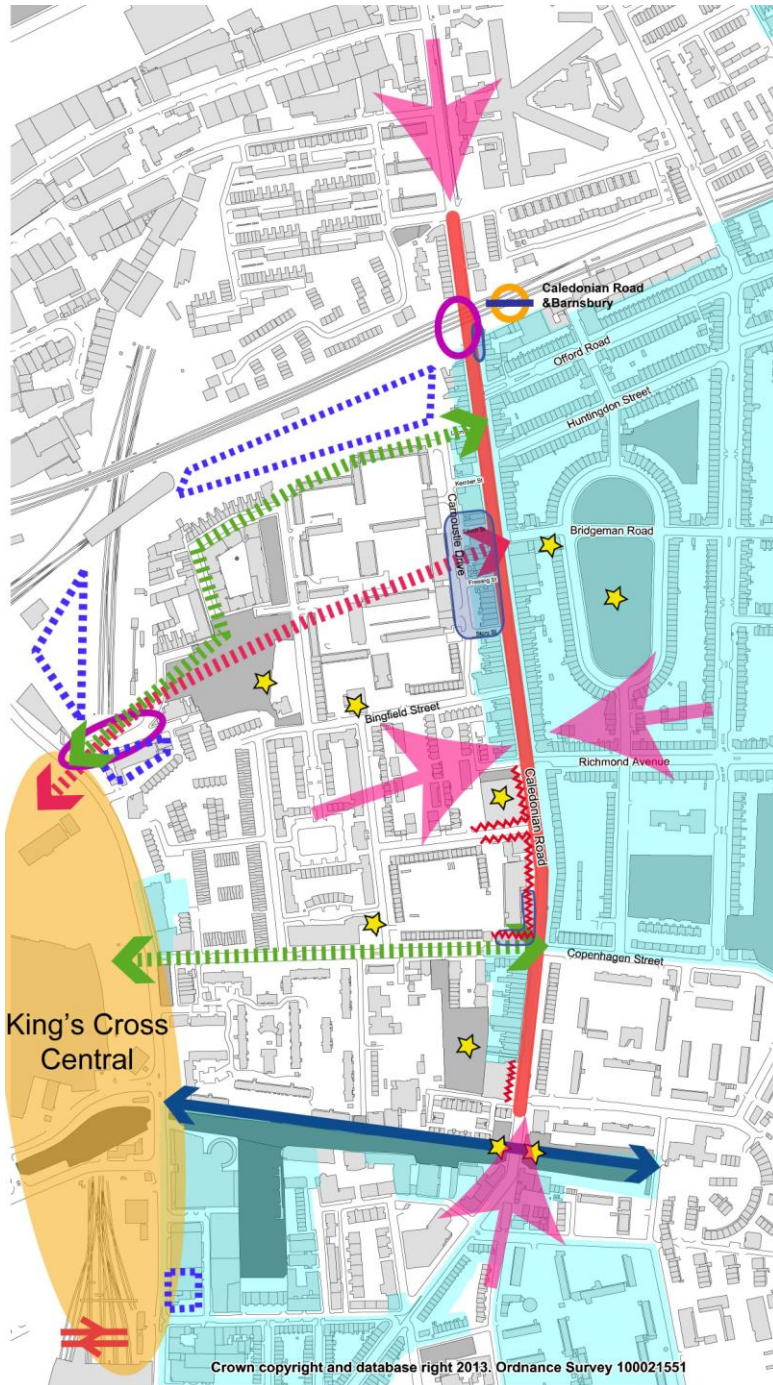 Caledonian Road
&Barnsbury
Offord Road
Huntingdon Street
Carnoustie Drive
Bridgeman Road
Bingfield Street
Richmond Avenue
Caledonian Road
Copenhagen Street
King's Cross
Central
Crown copyright and database right 2013. Ordnance Survey 100021551